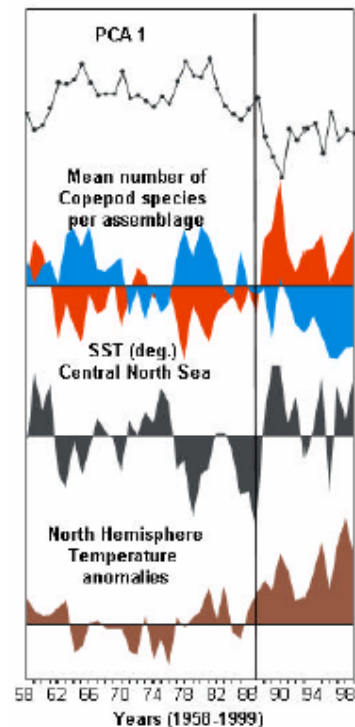 PCA 1
Mean number of
Copepod species
per assemblage
SST (deg.)
Central North Sea
North Hemisphere
Temperature
anomalies
58 62 66 70 74 78 82 86 90 94 98
Years (1958-1999)